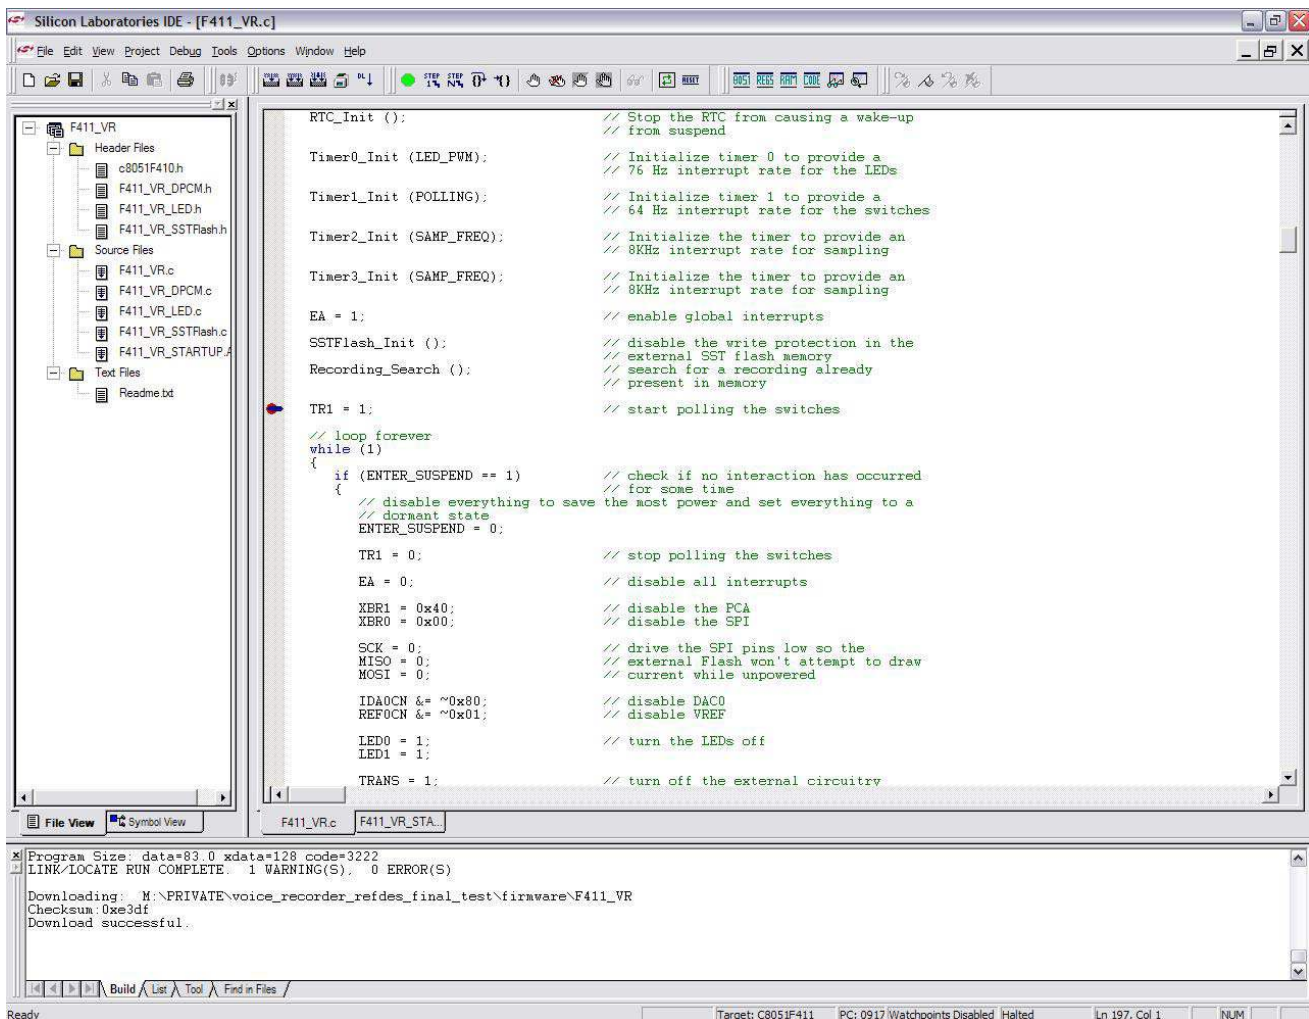 Silicon Laboratories IDE - [F411_VR.c]
File Edit View Project Debug Tools Options Window Help
F411_VR
Header Files
c8051F410.h
F411_VR_DPCM.h
F411_VR_LED.h
F411_VR_SSTFlash.h
Source Files
F411_VR.c
F411_VR_DPCM.c
F411_VR_LED.c
F411_VR_SSTFlash.c
F411_VR_STARTUP.A
Text Files
Readme.txt
File View Symbol View
RTC_Init (); // Stop the RTC from causing a wake-up
// from suspend
Timer0_Init (LED_PWM); // Initialize timer 0 to provide a
// 76 Hz interrupt rate for the LEDs
Timer1_Init (POLLING); // Initialize timer 1 to provide a
// 64 Hz interrupt rate for the switches
Timer2_Init (SAMP_FREQ); // Initialize the timer to provide an
// 8KHz interrupt rate for sampling
Timer3_Init (SAMP_FREQ); // Initialize the timer to provide an
// 8KHz interrupt rate for sampling
EA = 1; // enable global interrupts
SSTFlash_Init (); // disable the write protection in the
// external SST flash memory
Recording_Search (); // search for a recording already
// present in memory
TR1 = 1; // start polling the switches
// loop forever
while (1)
{
if (ENTER_SUSPEND == 1) // check if no interaction has occurred
{ // for some time
// disable everything to save the most power and set everything to a
// dormant state
ENTER_SUSPEND = 0;
TR1 = 0; // stop polling the switches
EA = 0; // disable all interrupts
XBR1 = 0x40; // disable the PCA
XBR0 = 0x00; // disable the SPI
SCK = 0; // drive the SPI pins low so the
MISO = 0; // external Flash won't attempt to draw
MOSI = 0; // current while unpowered
IDA0CN &= ~0x80; // disable DAC0
REF0CN &= ~0x01; // disable VREF
LED0 = 1; // turn the LEDs off
LED1 = 1;
TRANS = 1; // turn off the external circuitry
F411_VR.c F411_VR_STA...
Program Size: data=83.0 xdata=128 code=3222
LINK/LOCATE RUN COMPLETE. 1 WARNING(S), 0 ERROR(S)
Downloading: M:\PRIVATE\voice_recorder_refdes_final_test\firmware\F411_VR
Checksum:0xe3df
Download successful.
Build List Tool Find in Files
Ready Target: C8051F411 PC: 0917 Watchpoints Disabled Halted Ln 197, Col 1 NUM